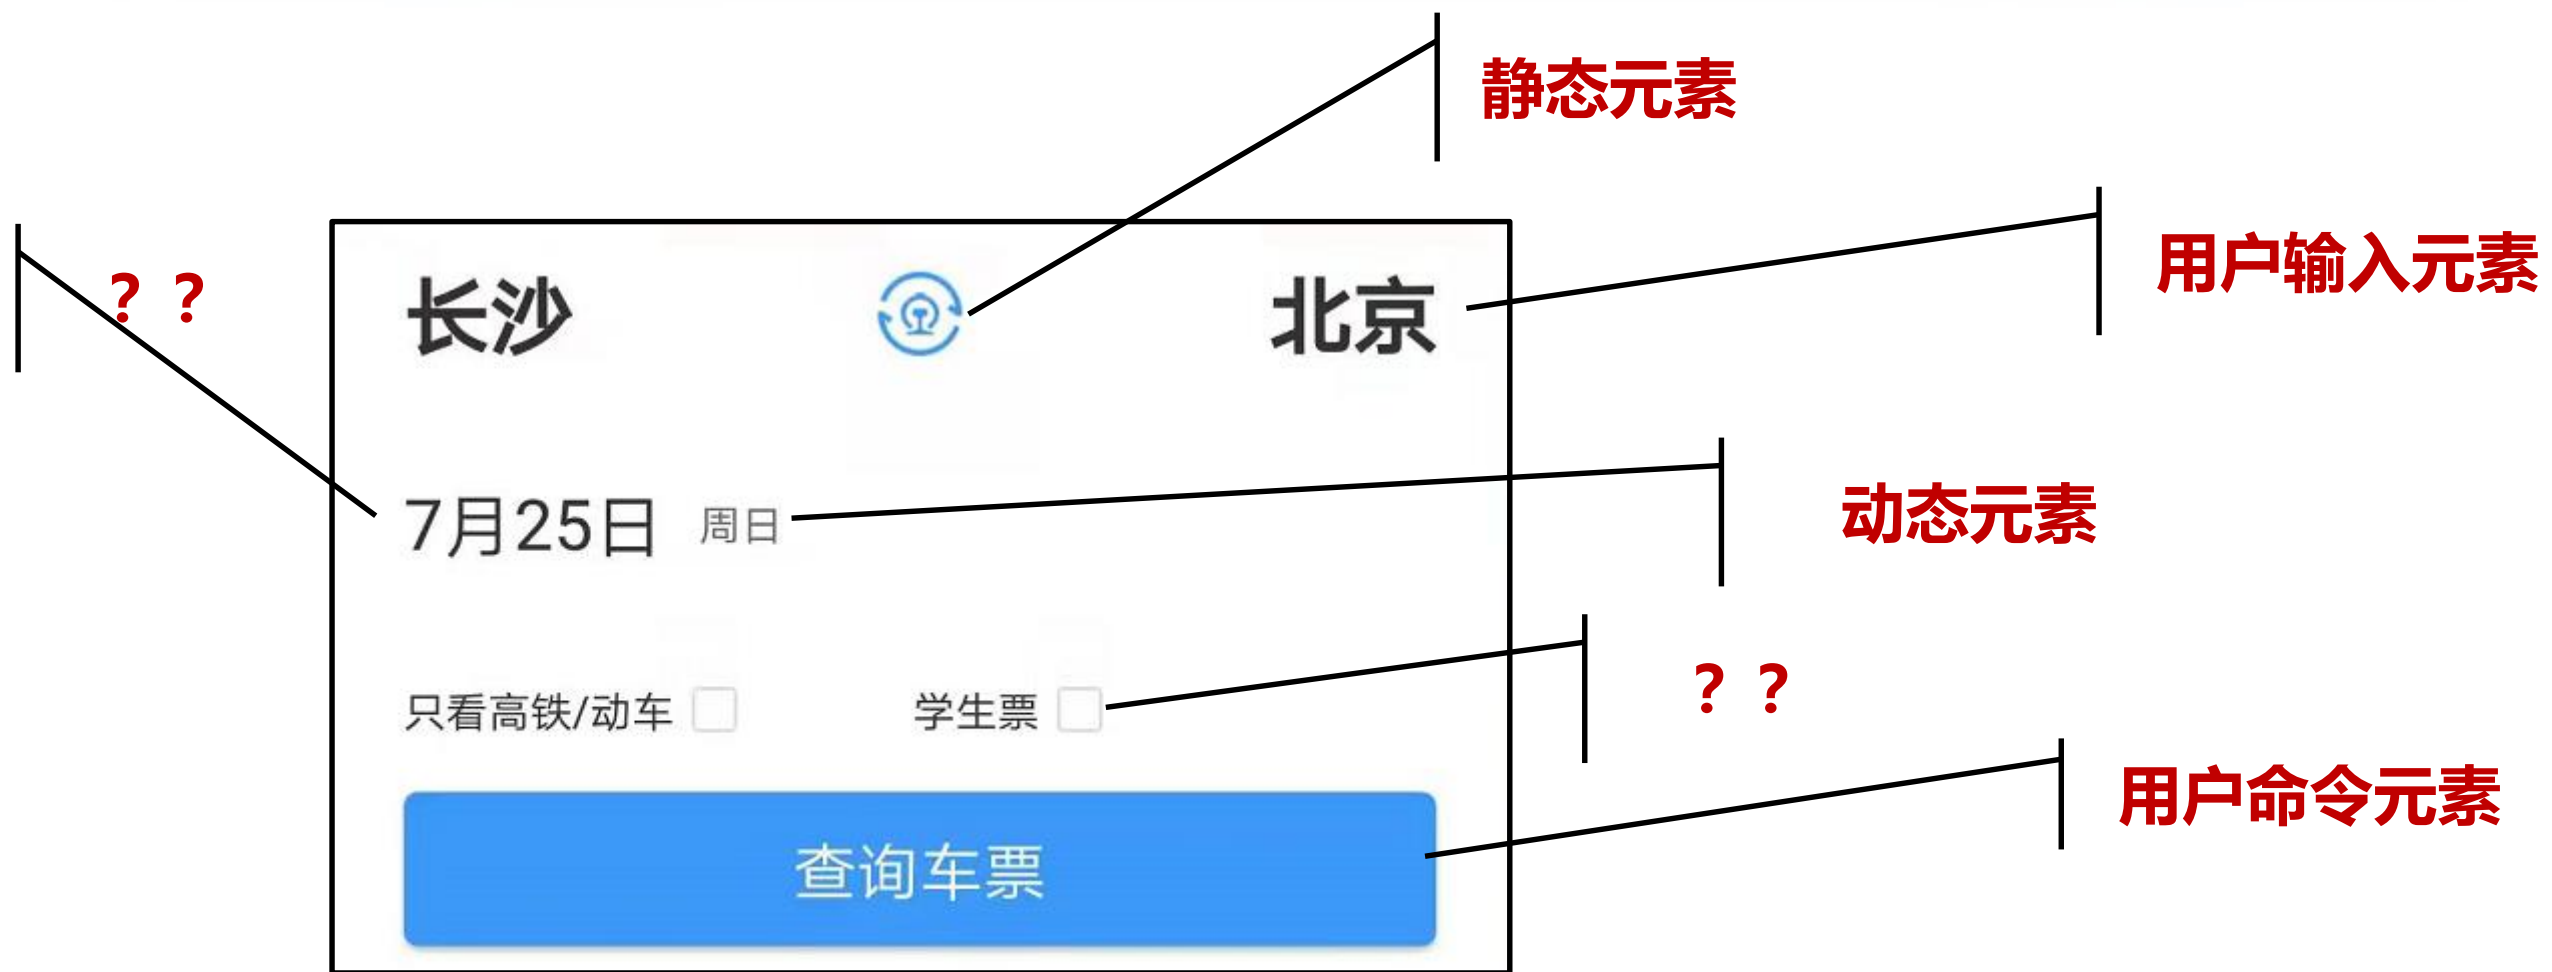 静态元素
用户输入元素
？？
长沙 北京
动态元素
7月25日 周日
？？
只看高铁/动车 学生票
用户命令元素
查询车票